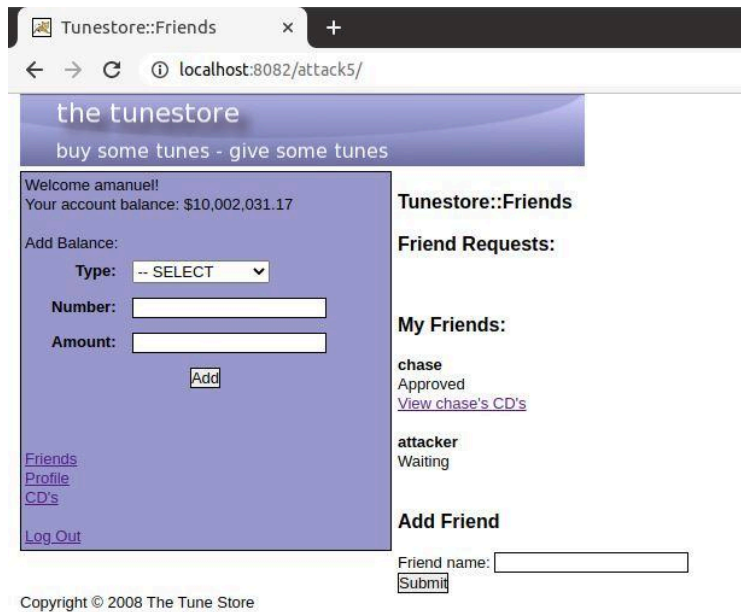 Tunestore::Friends
localhost:8082/attack5/
the tunestore
buy some tunes - give some tunes
Welcome amanuel!
Your account balance: $10,002,031.17
Add Balance:
Type: -- SELECT
Number:
Amount:
Add
Friends
Profile
CD's
Log Out
Tunestore::Friends
Friend Requests:
My Friends:
chase
Approved
View chase's CD's
attacker
Waiting
Add Friend
Friend name:
Submit
Copyright © 2008 The Tune Store